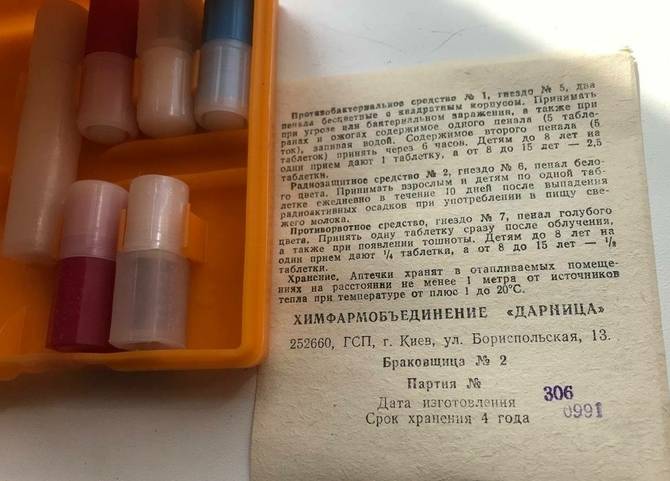 Противобактериальное средство № 1, гнездо № 5, два
пенала бесцветные с квадратным корпусом. Принимать
при угрозе или бактериальном заражении, а также при
ранах и ожогах содержимое одного пенала (5 табле-
ток), запивая водой. Содержимое второго пенала (5
таблеток) принять через 6 часов. Детям до 8 лет на
один прием дают 1 таблетку, а от 8 до 15 лет — 2,5
таблетки.
Радиозащитное средство № 2, гнездо № 6, пенал бело-
го цвета. Принимать взрослым и детям по одной таб-
летке ежедневно в течение 10 дней после выпадения
радиоактивных осадков при употреблении в пищу све-
жего молока.
Противорвотное средство, гнездо № 7, пенал голубого
цвета. Принять одну таблетку сразу после облучения,
а также при появлении тошноты. Детям до 8 лет на
один прием дают ¼ таблетки, а от 8 до 15 лет — ½
таблетки.
Хранение. Аптечки хранят в отапливаемых помеще-
ниях на расстоянии не менее 1 метра от источников
тепла при температуре от плюс 1 до 20°С.
ХИМФАРМОБЪЕДИНЕНИЕ «ДАРНИЦА»
252660, ГСП, г. Киев, ул. Бориспольская, 13.
Браковщица № 2
Партия № 306
Дата изготовления 0991
Срок хранения 4 года